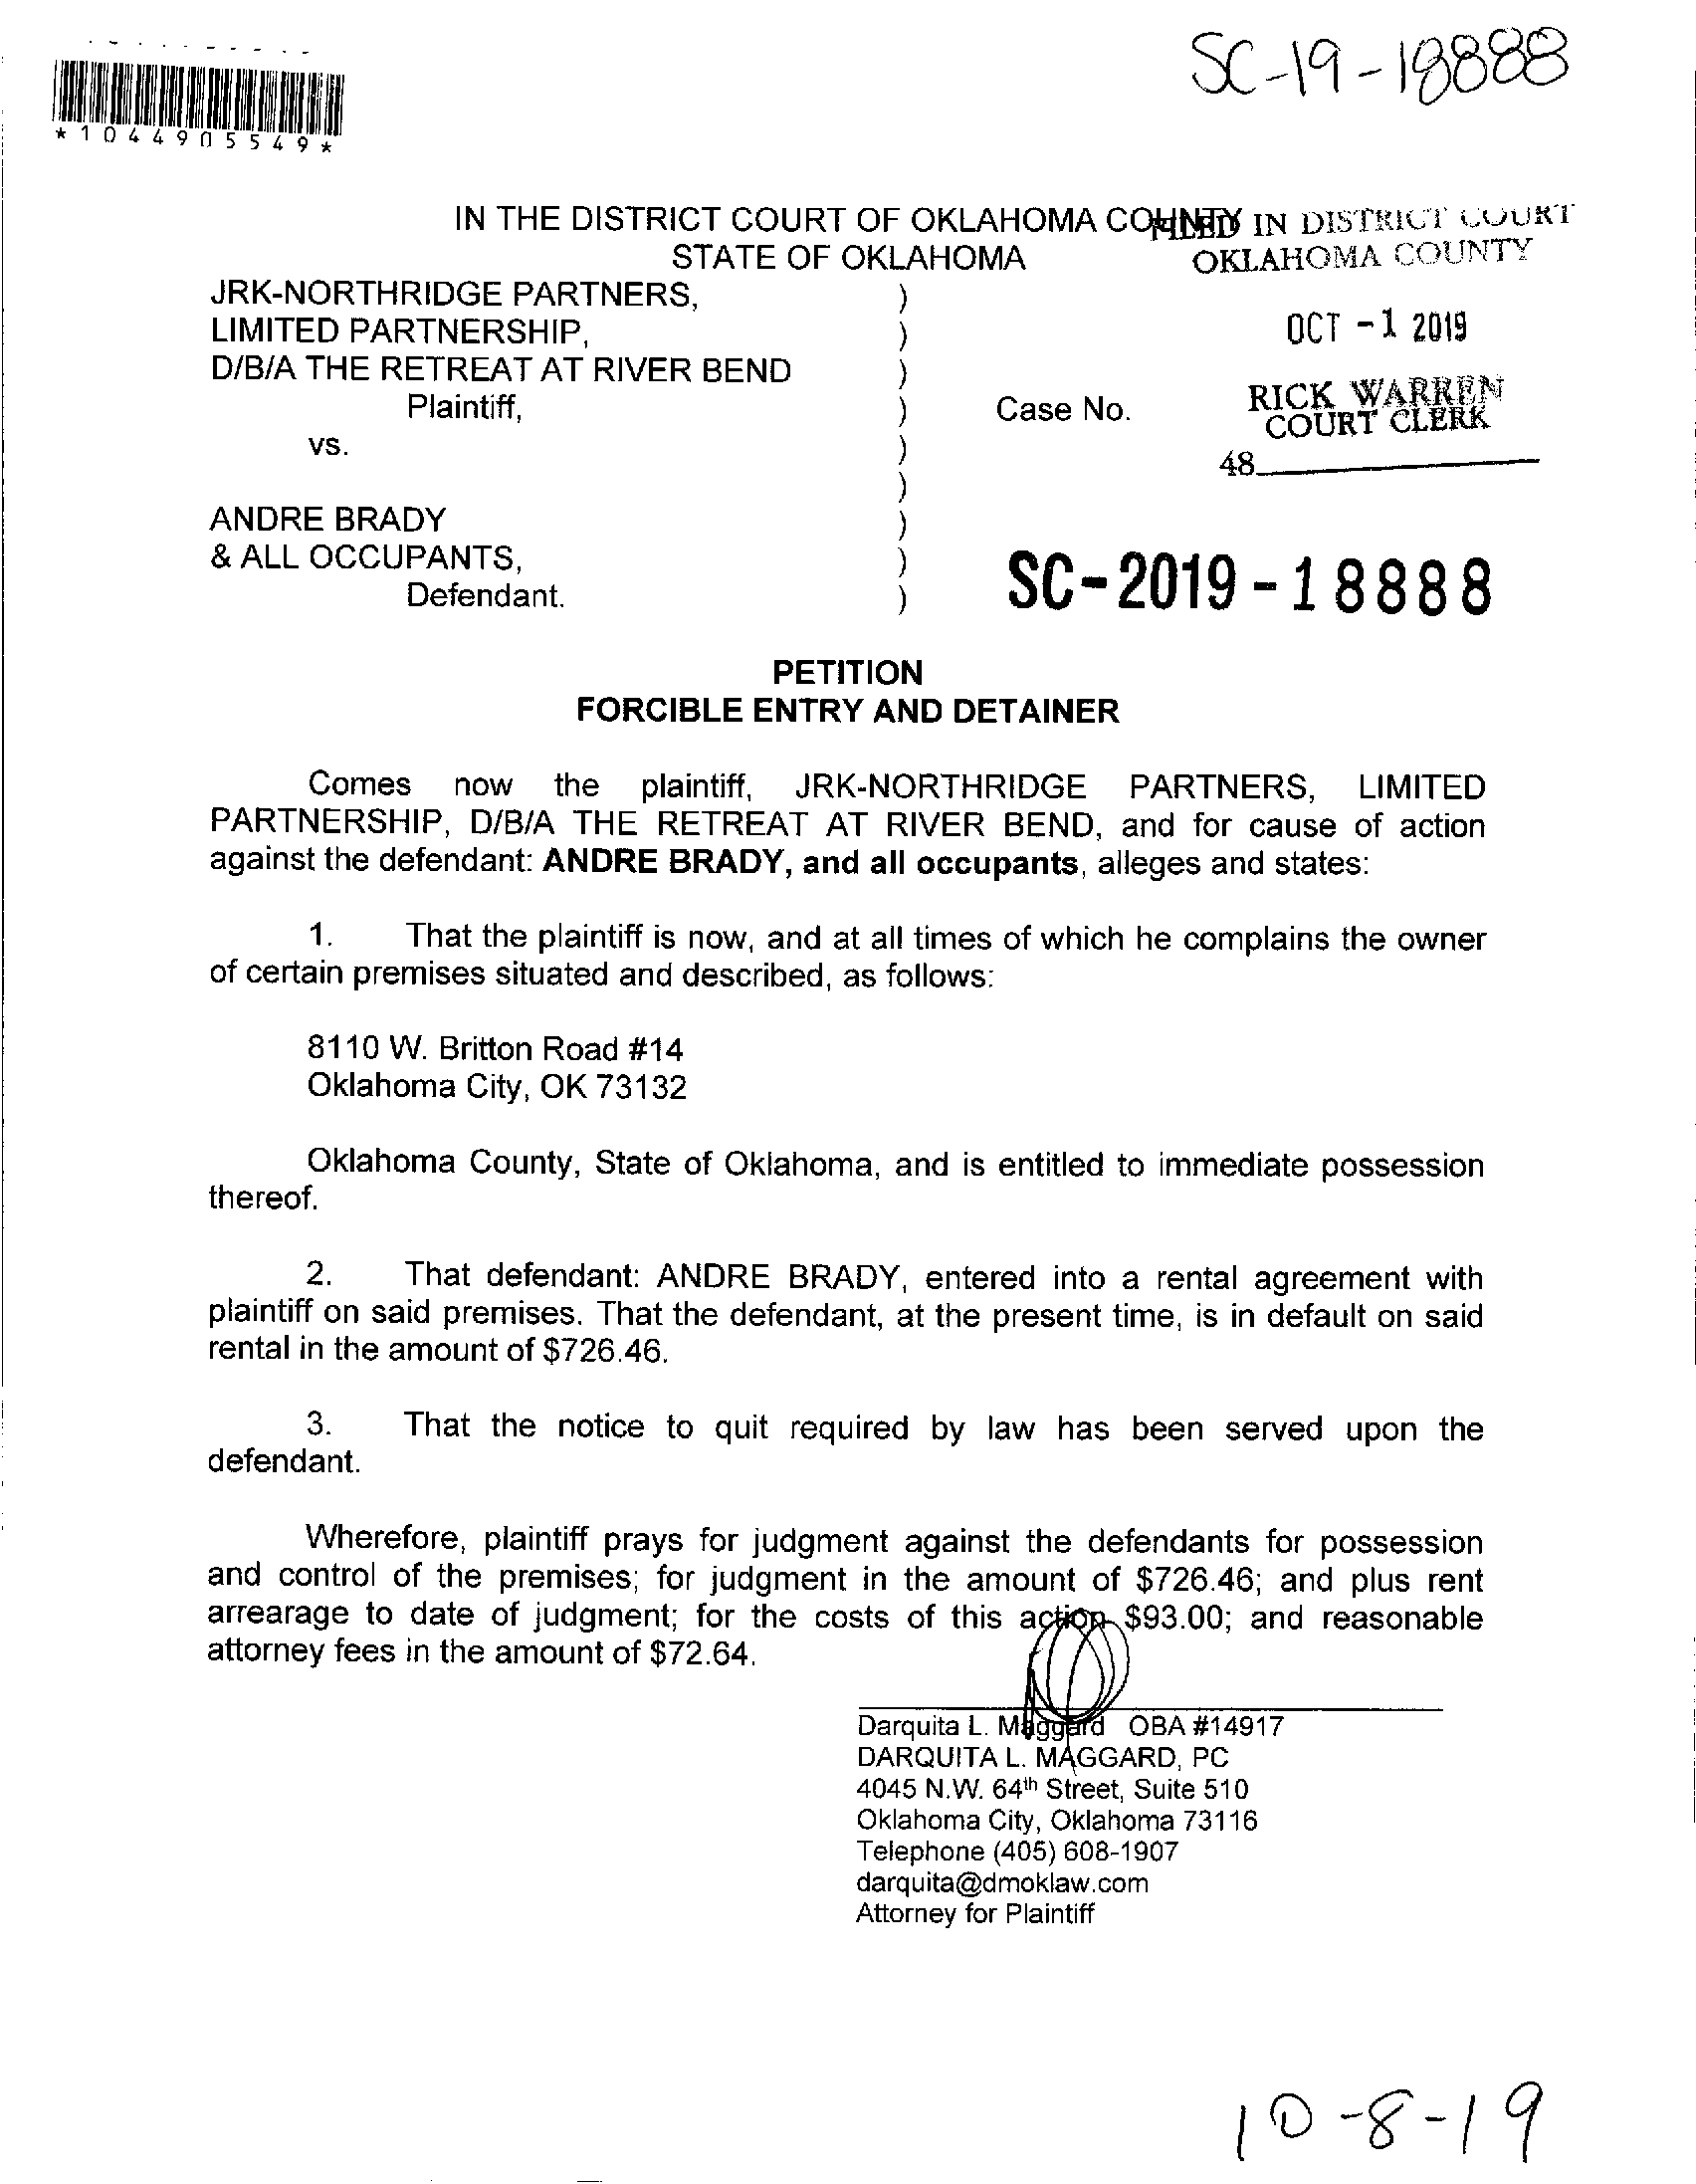 SC-19-18888
*1044905549*
IN THE DISTRICT COURT OF OKLAHOMA COUNTY
FILED IN DISTRICT COURT
STATE OF OKLAHOMA
OKLAHOMA COUNTY
JRK-NORTHRIDGE PARTNERS, )
LIMITED PARTNERSHIP, )
OCT -1 2019
D/B/A THE RETREAT AT RIVER BEND )
Plaintiff, ) Case No.
RICK WARREN
COURT CLERK
vs. )
48
)
ANDRE BRADY )
& ALL OCCUPANTS, )
Defendant. )
SC-2019-18888
PETITION
FORCIBLE ENTRY AND DETAINER
Comes now the plaintiff, JRK-NORTHRIDGE PARTNERS, LIMITED
PARTNERSHIP, D/B/A THE RETREAT AT RIVER BEND, and for cause of action
against the defendant: ANDRE BRADY, and all occupants, alleges and states:
1. That the plaintiff is now, and at all times of which he complains the owner
of certain premises situated and described, as follows:
8110 W. Britton Road #14
Oklahoma City, OK 73132
Oklahoma County, State of Oklahoma, and is entitled to immediate possession
thereof.
2. That defendant: ANDRE BRADY, entered into a rental agreement with
plaintiff on said premises. That the defendant, at the present time, is in default on said
rental in the amount of $726.46.
3. That the notice to quit required by law has been served upon the
defendant.
Wherefore, plaintiff prays for judgment against the defendants for possession
and control of the premises; for judgment in the amount of $726.46; and plus rent
arrearage to date of judgment; for the costs of this action $93.00; and reasonable
attorney fees in the amount of $72.64.
Darquita L. Maggard OBA #14917
DARQUITA L. MAGGARD, PC
4045 N.W. 64th Street, Suite 510
Oklahoma City, Oklahoma 73116
Telephone (405) 608-1907
darquita@dmoklaw.com
Attorney for Plaintiff
10-8-19